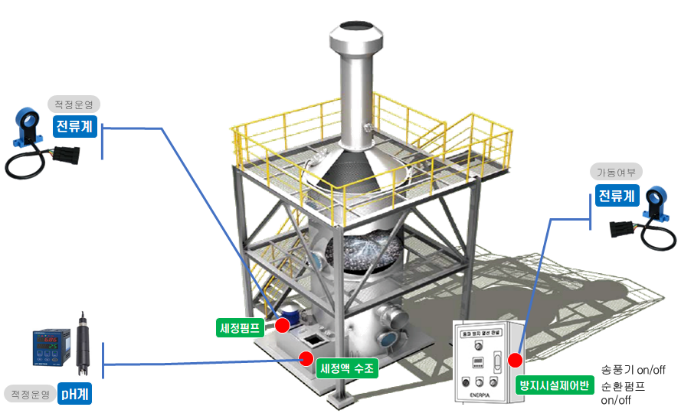 적정운영
전류계
가동여부
전류계
세정펌프
세정액 수조
적정운영
pH계
방지시설제어반
ENERPIA
송풍기 on/off
순환펌프
on/off